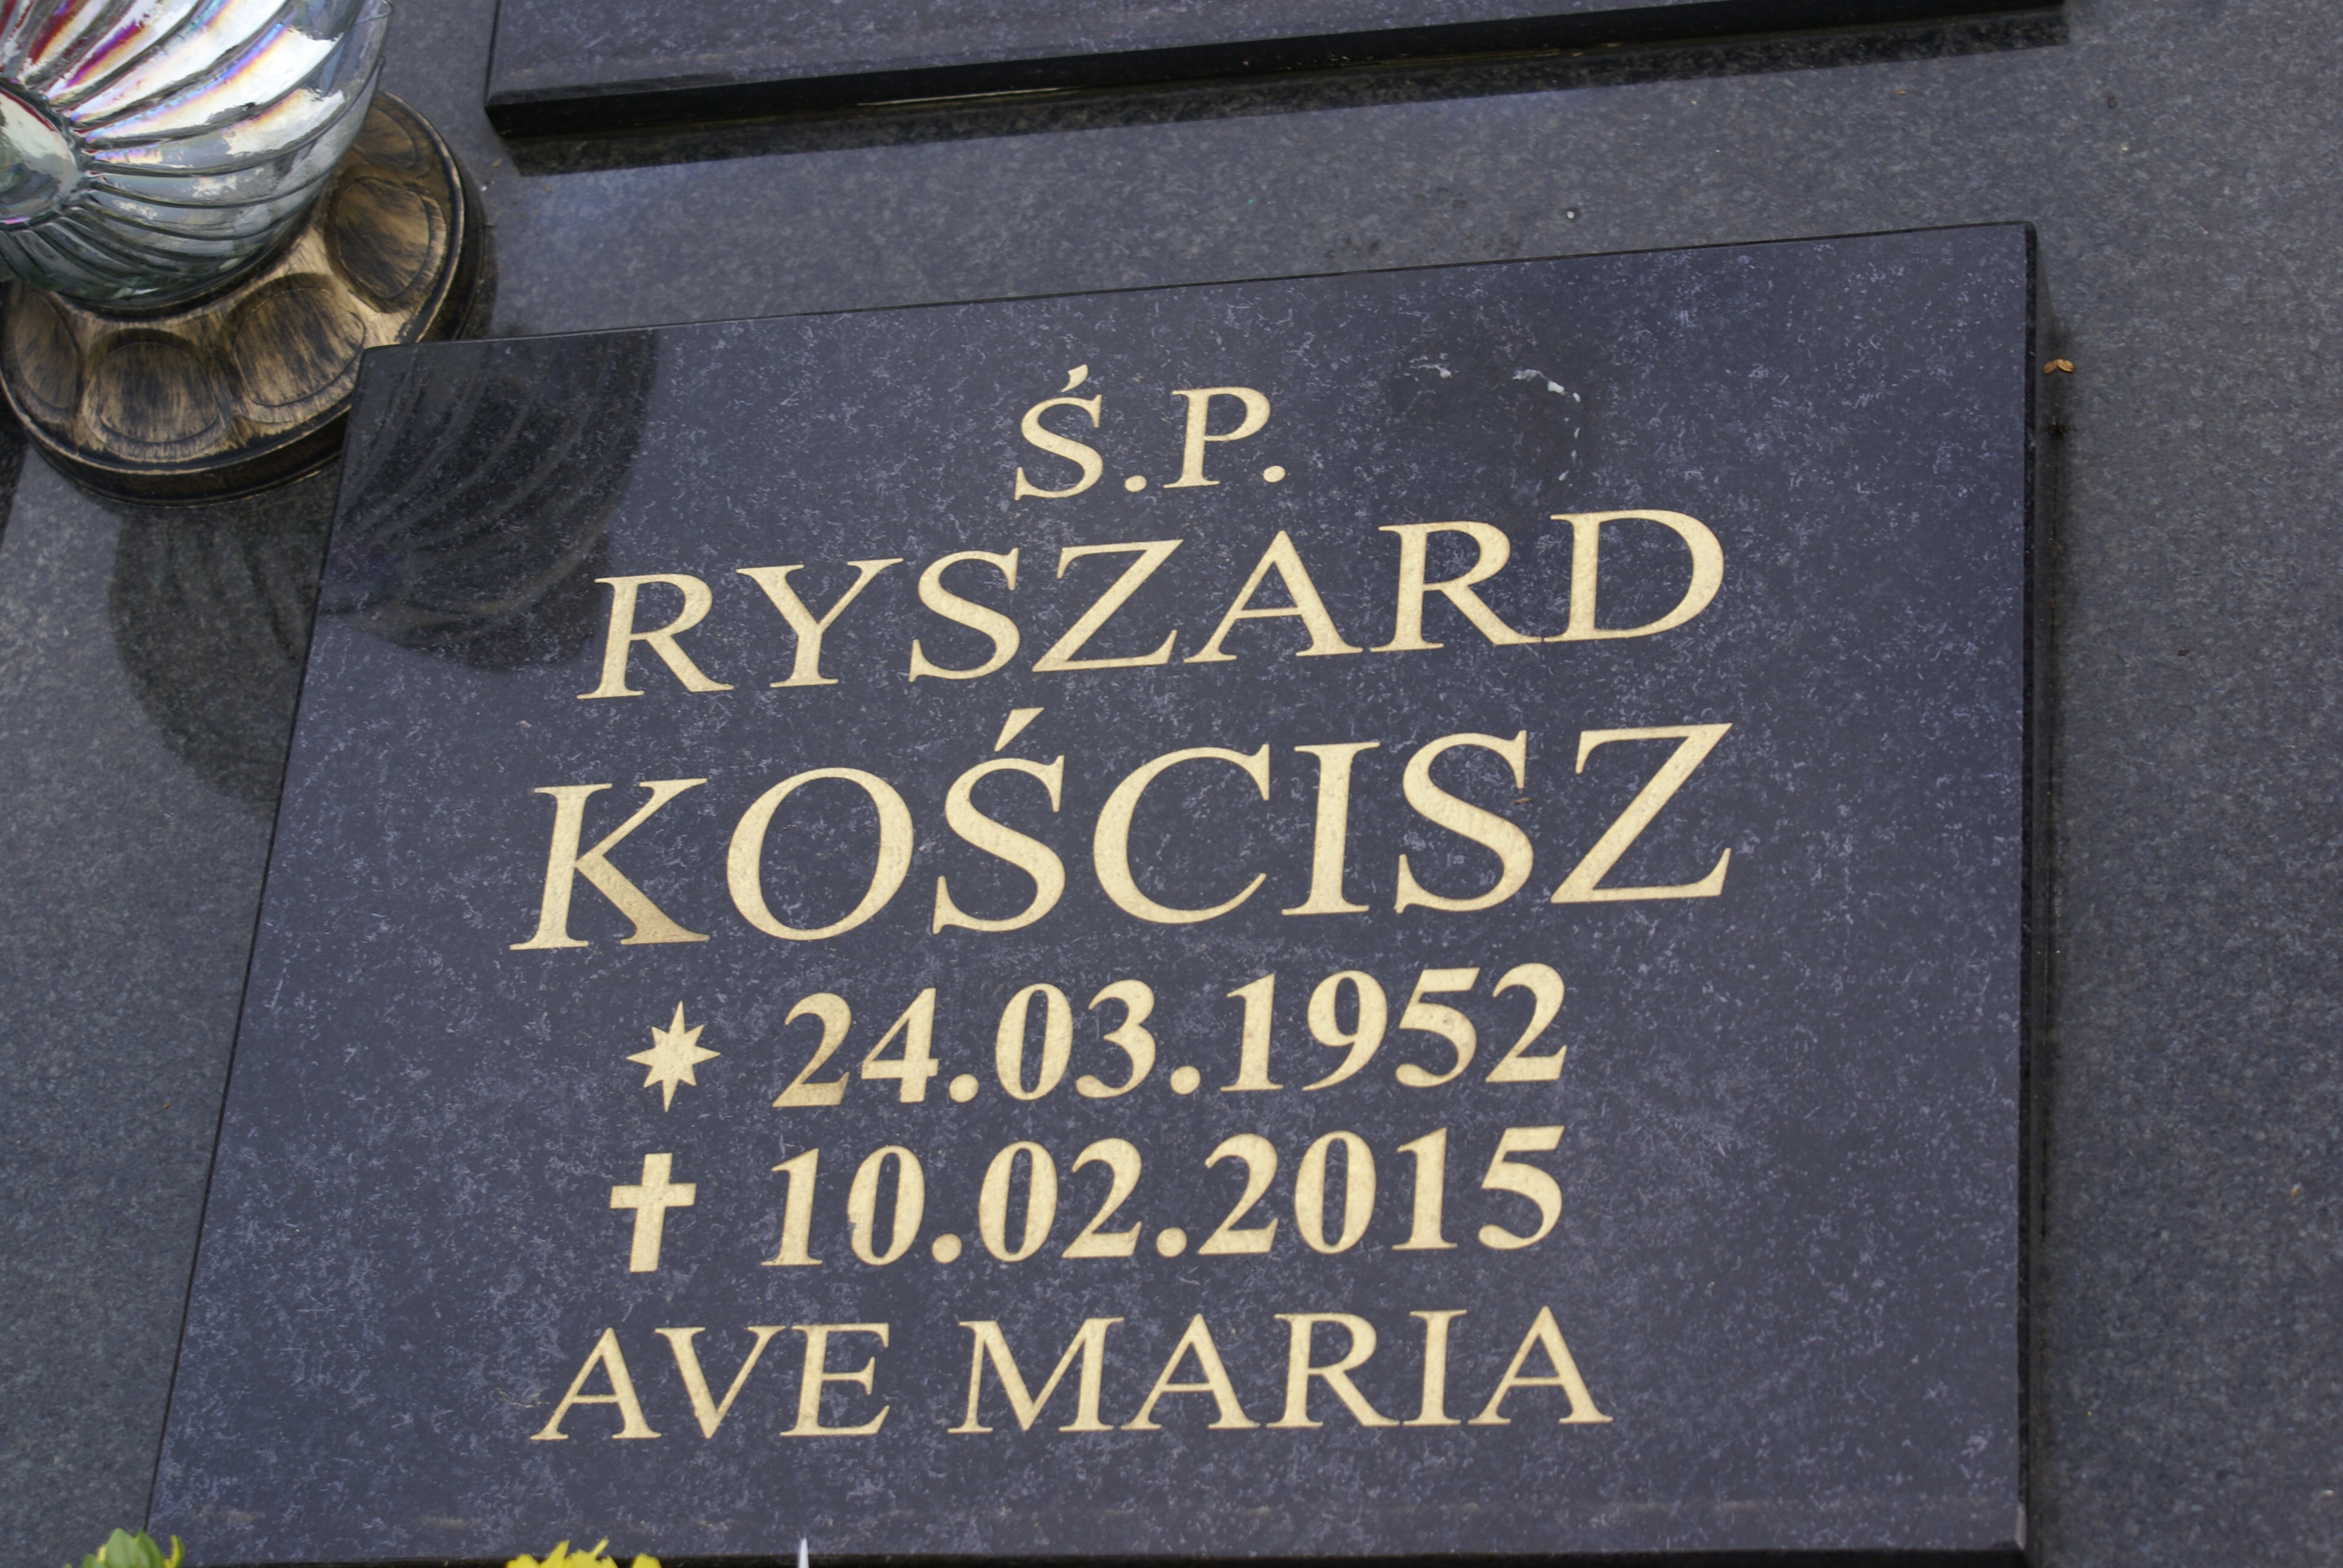 Ś.P.
RYSZARD
KOŚCISZ
✶ 24.03.1952
✝ 10.02.2015
AVE MARIA